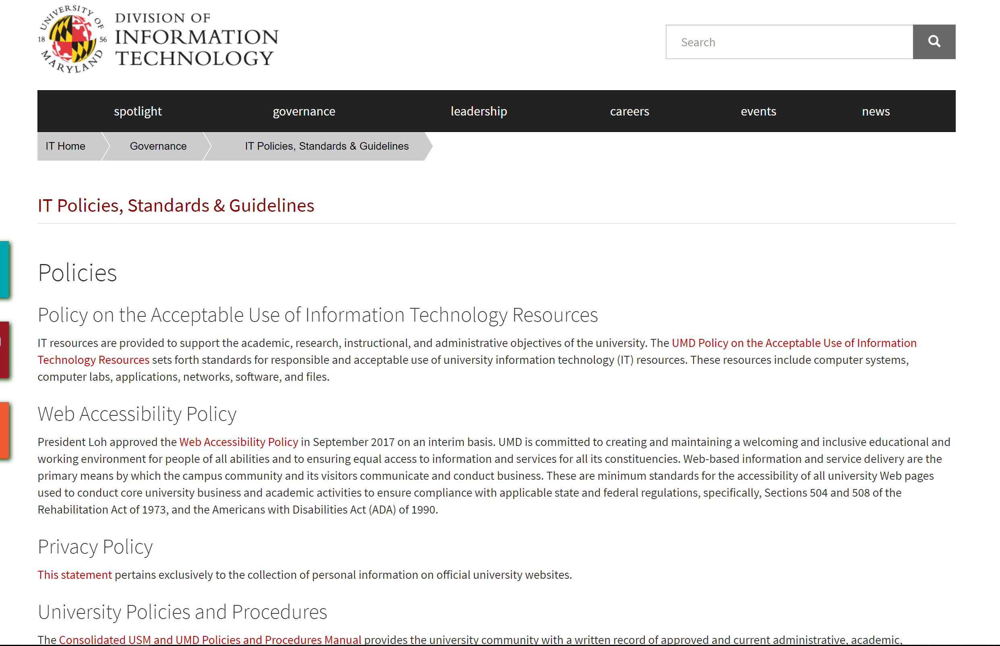 UNIVERSITY OF
18 56
MARYLAND
DIVISION OF
INFORMATION
TECHNOLOGY
Search
spotlight governance leadership careers events news
IT Home Governance IT Policies, Standards & Guidelines
IT Policies, Standards & Guidelines
Policies
Policy on the Acceptable Use of Information Technology Resources
IT resources are provided to support the academic, research, instructional, and administrative objectives of the university. The UMD Policy on the Acceptable Use of Information
Technology Resources sets forth standards for responsible and acceptable use of university information technology (IT) resources. These resources include computer systems,
computer labs, applications, networks, software, and files.
Web Accessibility Policy
President Loh approved the Web Accessibility Policy in September 2017 on an interim basis. UMD is committed to creating and maintaining a welcoming and inclusive educational and
working environment for people of all abilities and to ensuring equal access to information and services for all its constituencies. Web-based information and service delivery are the
primary means by which the campus community and its visitors communicate and conduct business. These are minimum standards for the accessibility of all university Web pages
used to conduct core university business and academic activities to ensure compliance with applicable state and federal regulations, specifically, Sections 504 and 508 of the
Rehabilitation Act of 1973, and the Americans with Disabilities Act (ADA) of 1990.
Privacy Policy
This statement pertains exclusively to the collection of personal information on official university websites.
University Policies and Procedures
The Consolidated USM and UMD Policies and Procedures Manual provides the university community with a written record of approved and current administrative, academic,